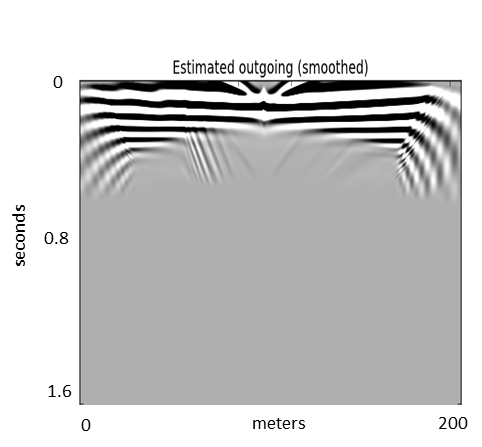 Estimated outgoing (smoothed)
0
seconds
0.8
1.6
0
meters
200